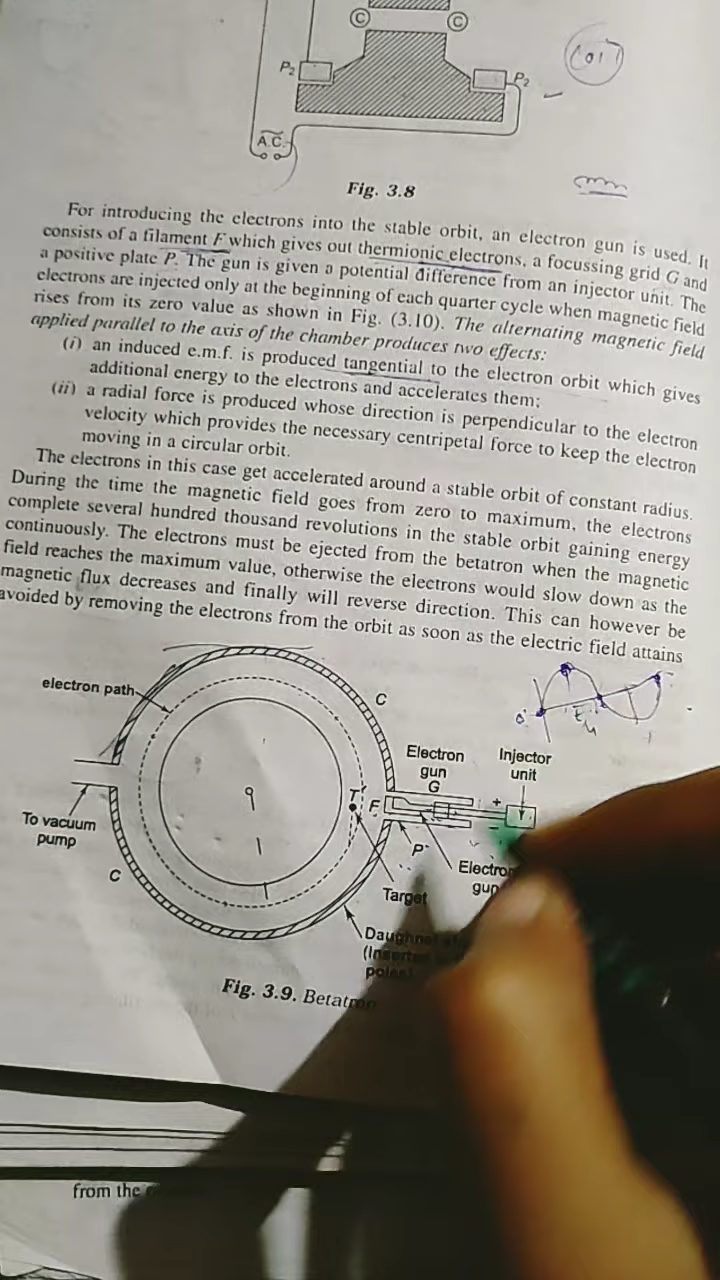 C C
P₂ P₂
A.C.
Fig. 3.8
For introducing the electrons into the stable orbit, an electron gun is used. It
consists of a filament F which gives out thermionic electrons, a focussing grid G and
a positive plate P. The gun is given a potential difference from an injector unit. The
electrons are injected only at the beginning of each quarter cycle when magnetic field
rises from its zero value as shown in Fig. (3.10). The alternating magnetic field
applied parallel to the axis of the chamber produces two effects:
(i) an induced e.m.f. is produced tangential to the electron orbit which gives
additional energy to the electrons and accelerates them;
(ii) a radial force is produced whose direction is perpendicular to the electron
velocity which provides the necessary centripetal force to keep the electron
moving in a circular orbit.
The electrons in this case get accelerated around a stable orbit of constant radius.
During the time the magnetic field goes from zero to maximum, the electrons
complete several hundred thousand revolutions in the stable orbit gaining energy
continuously. The electrons must be ejected from the betatron when the magnetic
field reaches the maximum value, otherwise the electrons would slow down as the
magnetic flux decreases and finally will reverse direction. This can however be
avoided by removing the electrons from the orbit as soon as the electric field attains
electron path
C
Electron
gun
G
Injector
unit
T
F
+
-
To vacuum
pump
P
Electron
gun
C
Target
Fig. 3.9. Betatron
from the